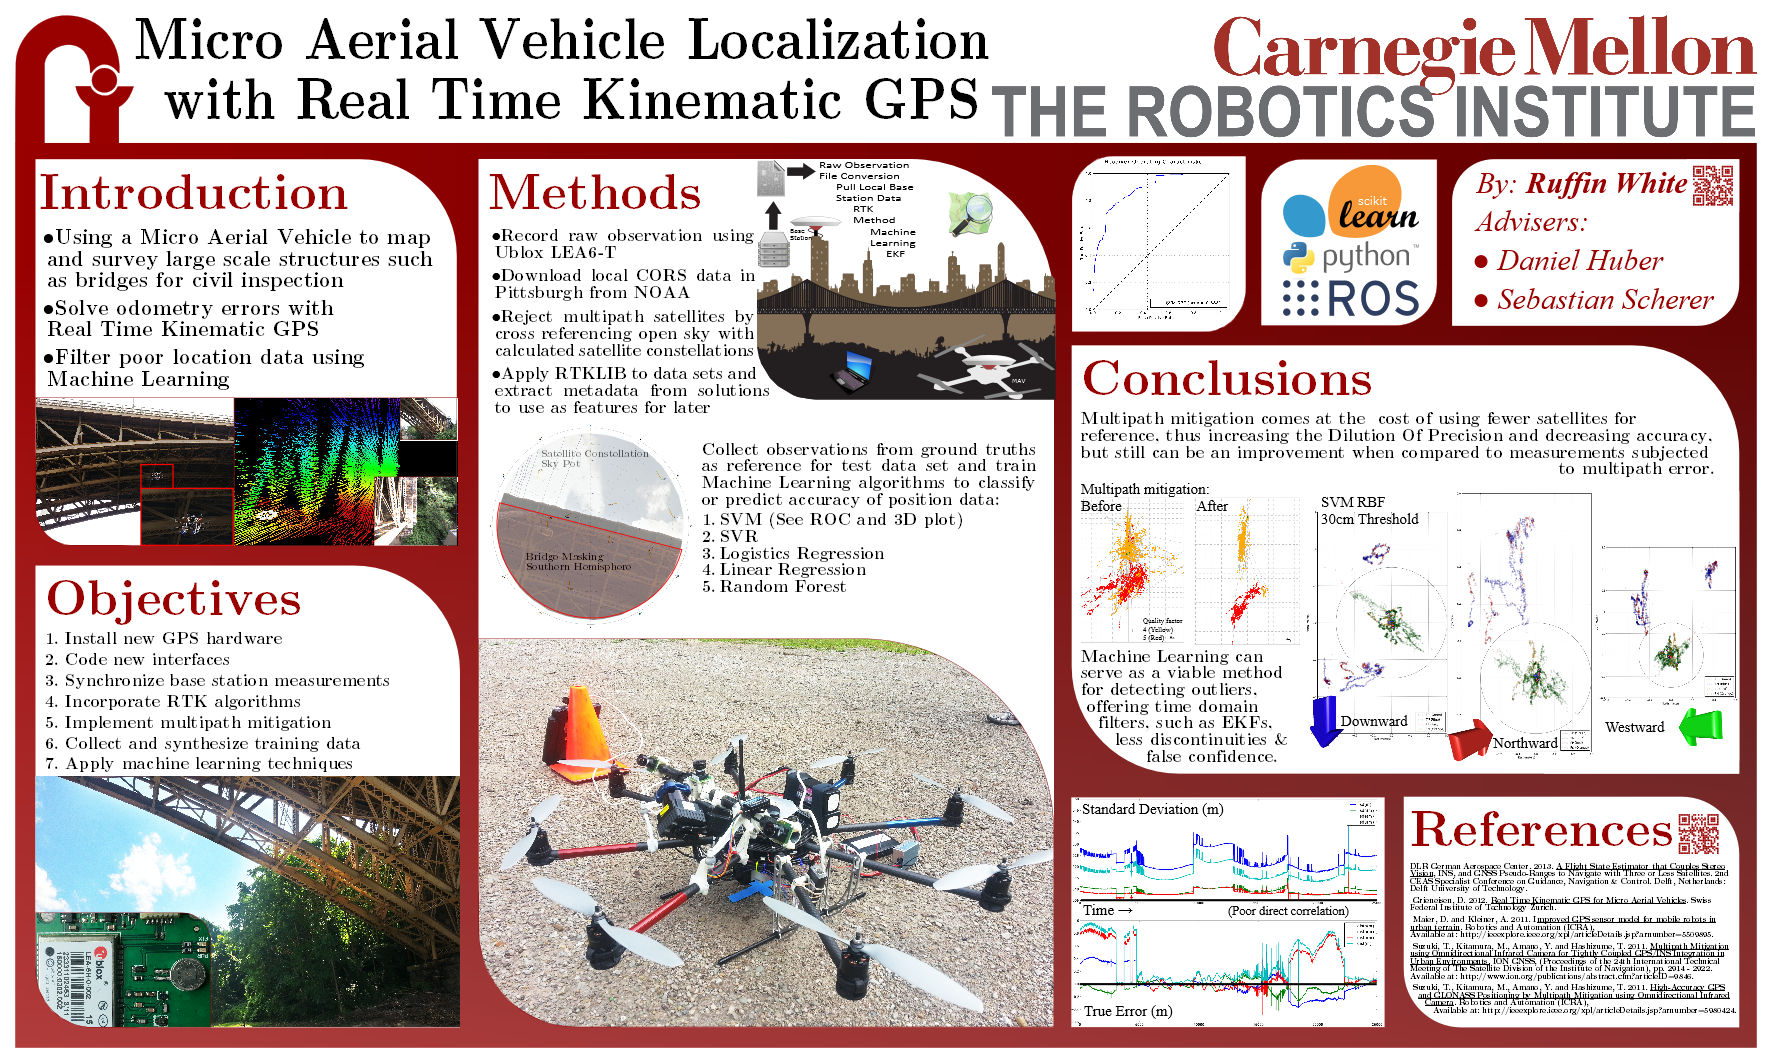 Micro Aerial Vehicle Localization
with Real Time Kinematic GPS
Carnegie Mellon
THE ROBOTICS INSTITUTE
Introduction
●Using a Micro Aerial Vehicle to map
and survey large scale structures such
as bridges for civil inspection
●Solve odometry errors with
Real Time Kinematic GPS
●Filter poor location data using
Machine Learning
Objectives
1. Install new GPS hardware
2. Code new interfaces
3. Synchronize base station measurements
4. Incorporate RTK algorithms
5. Implement multipath mitigation
6. Collect and synthesize training data
7. Apply machine learning techniques
blox
Methods
●Record raw observation using
Ublox LEA6-T
●Download local CORS data in
Pittsburgh from NOAA
●Reject multipath satellites by
cross referencing open sky with
calculated satellite constellations
●Apply RTKLIB to data sets and
extract metadata from solutions
to use as features for later
Raw Observation
File Conversion
Pull Local Base
Station Data
RTK
Method
Machine
Learning
EKF
Base
Station
MAV
Satellite Constellation
Sky Pot
Bridge Masking
Southern Hemisphere
Collect observations from ground truths
as reference for test data set and train
Machine Learning algorithms to classify
or predict accuracy of position data:
1. SVM (See ROC and 3D plot)
2. SVR
3. Logistics Regression
4. Linear Regression
5. Random Forest
scikit
learn
python™
ROS
By: Ruffin White
Advisers:
● Daniel Huber
● Sebastian Scherer
Conclusions
Multipath mitigation comes at the cost of using fewer satellites for
reference, thus increasing the Dilution Of Precision and decreasing accuracy,
but still can be an improvement when compared to measurements subjected
to multipath error.
Multipath mitigation:
Before
After
Quality factor
4 (Yellow)
5 (Red)
SVM RBF
30cm Threshold
Downward
Northward
Westward
Machine Learning can
serve as a viable method
for detecting outliers,
offering time domain
filters, such as EKFs,
less discontinuities &
false confidence.
Standard Deviation (m)
Time →
(Poor direct correlation)
True Error (m)
References
DLR German Aerospace Center. 2013. A Flight State Estimator that Couples Stereo
Vision, INS, and GNSS Pseudo-Ranges to Navigate with Three or Less Satellites. 2nd
CEAS Specialist Conference on Guidance, Navigation & Control. Delft, Netherlands:
Delft University of Technology.
Grieneisen, D. 2012. Real Time Kinematic GPS for Micro Aerial Vehicles. Swiss
Federal Institute of Technology Zurich.
Maier, D. and Kleiner, A. 2011. Improved GPS sensor model for mobile robots in
urban terrain. Robotics and Automation (ICRA),
Available at: http://ieeexplore.ieee.org/xpl/articleDetails.jsp?arnumber=5509895.
Suzuki, T., Kitamura, M., Amano, Y. and Hashizume, T. 2011. Multipath Mitigation
using Omnidirectional Infrared Camera for Tightly Coupled GPS/INS Integration in
Urban Environments. ION GNSS, (Proceedings of the 24th International Technical
Meeting of The Satellite Division of the Institute of Navigation), pp. 2914 - 2922.
Available at: http://www.ion.org/publications/abstract.cfm?articleID=9846.
Suzuki, T., Kitamura, M., Amano, Y. and Hashizume, T. 2011. High-Accuracy GPS
and GLONASS Positioning by Multipath Mitigation using Omnidirectional Infrared
Camera. Robotics and Automation (ICRA),
Available at: http://ieeexplore.ieee.org/xpl/articleDetails.jsp?arnumber=5980424.